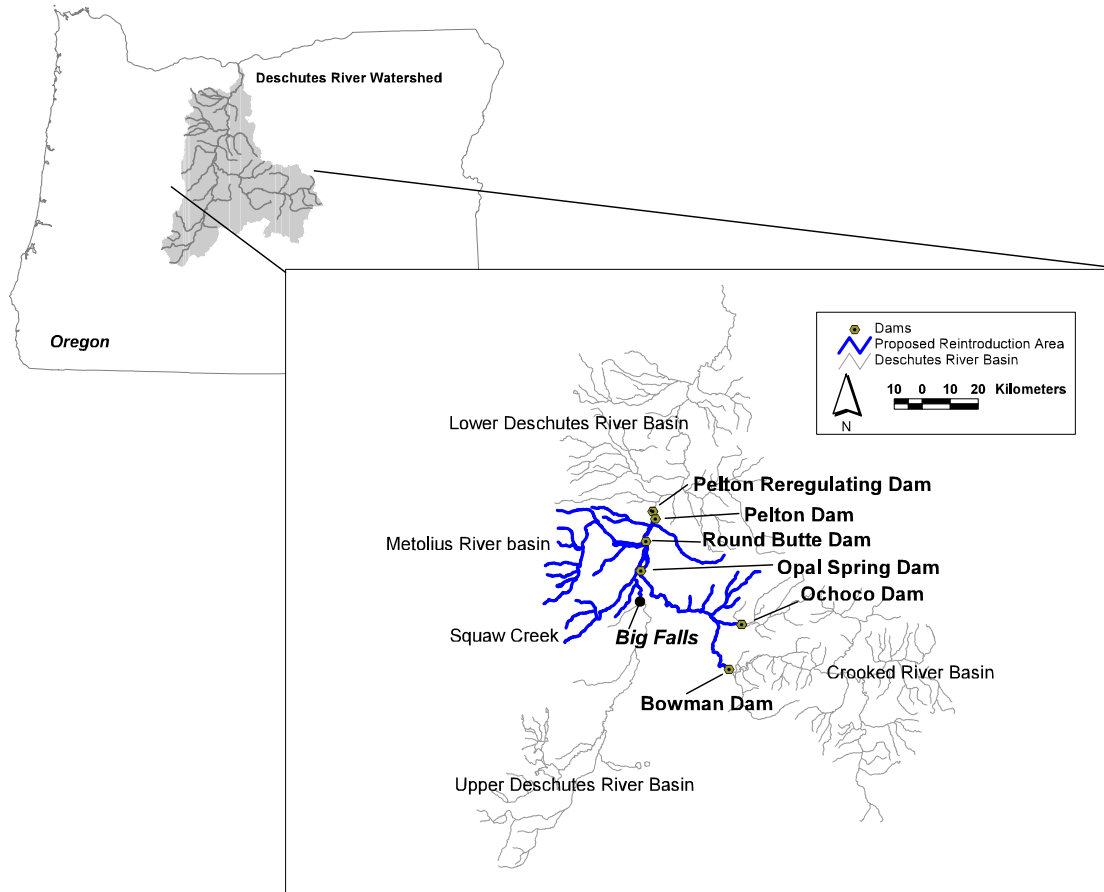 Deschutes River Watershed
Oregon
Dams
Proposed Reintroduction Area
Deschutes River Basin
10 0 10 20 Kilometers
N
Lower Deschutes River Basin
Pelton Reregulating Dam
Pelton Dam
Metolius River basin
Round Butte Dam
Opal Spring Dam
Ochoco Dam
Squaw Creek
Big Falls
Crooked River Basin
Bowman Dam
Upper Deschutes River Basin